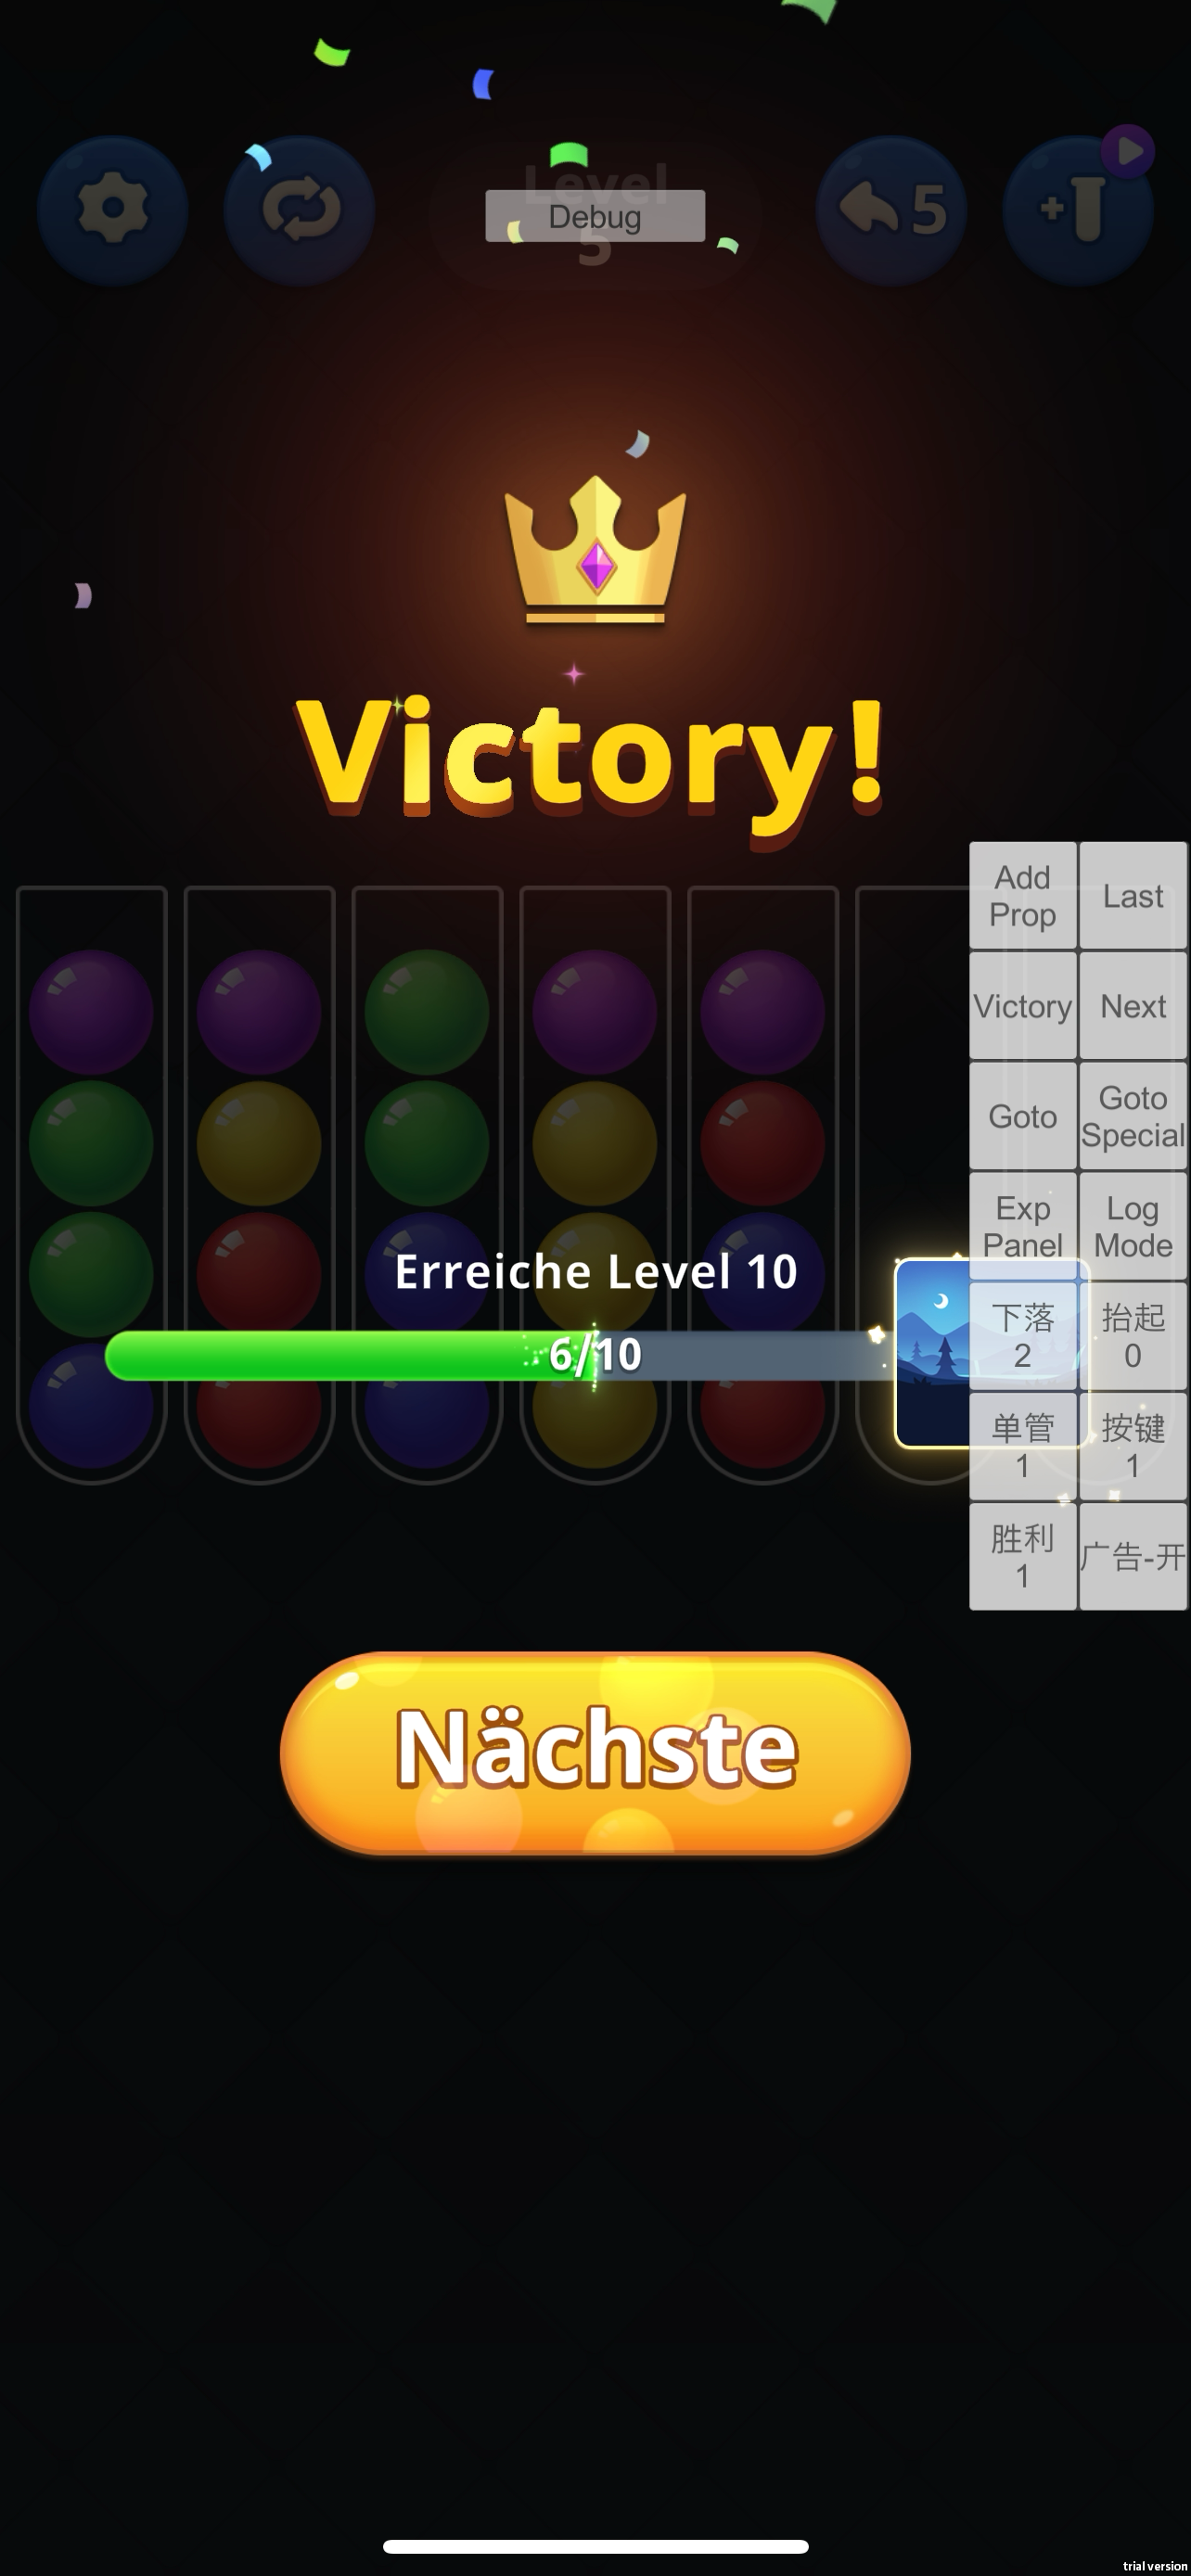 Level
5
Debug
5
Victory!
Add
Prop
Last
Victory
Next
Goto
Goto
Special
Exp
Panel
Log
Mode
Erreiche Level 10
6/10
下落
2
抬起
0
单管
1
按键
1
胜利
1
广告-开
Nächste
trial version